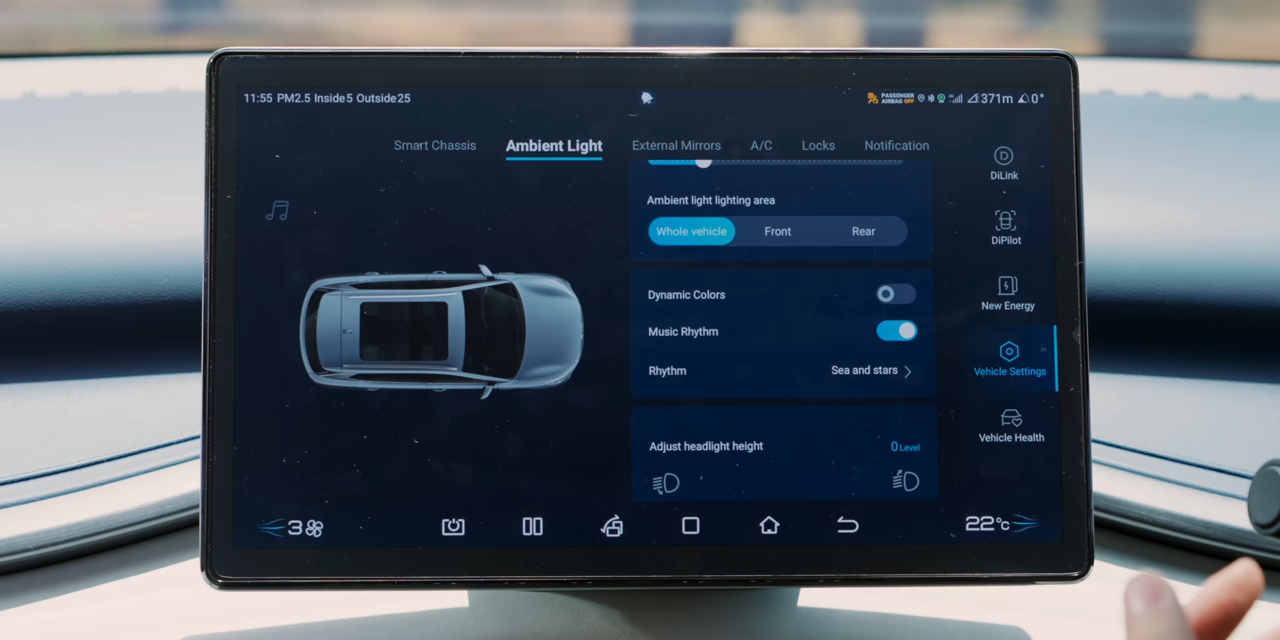 11:55 PM2.5 Inside5 Outside25
PASSENGER
AIRBAG OFF
371m 0°
Smart Chassis Ambient Light External Mirrors A/C Locks Notification
Ambient light lighting area
Whole vehicle Front Rear
Dynamic Colors
Music Rhythm
Rhythm Sea and stars
Adjust headlight height 0 Level
DiLink
DiPilot
New Energy
Vehicle Settings
Vehicle Health
3
22°C